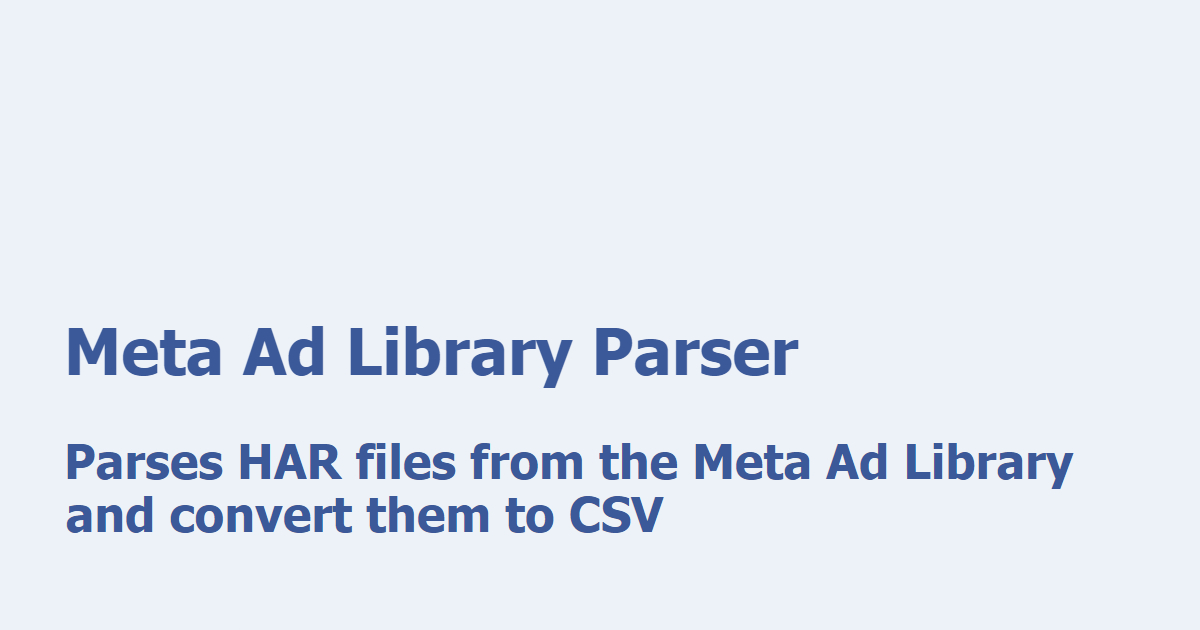 Meta Ad Library Parser
Parses HAR files from the Meta Ad Library
and convert them to CSV